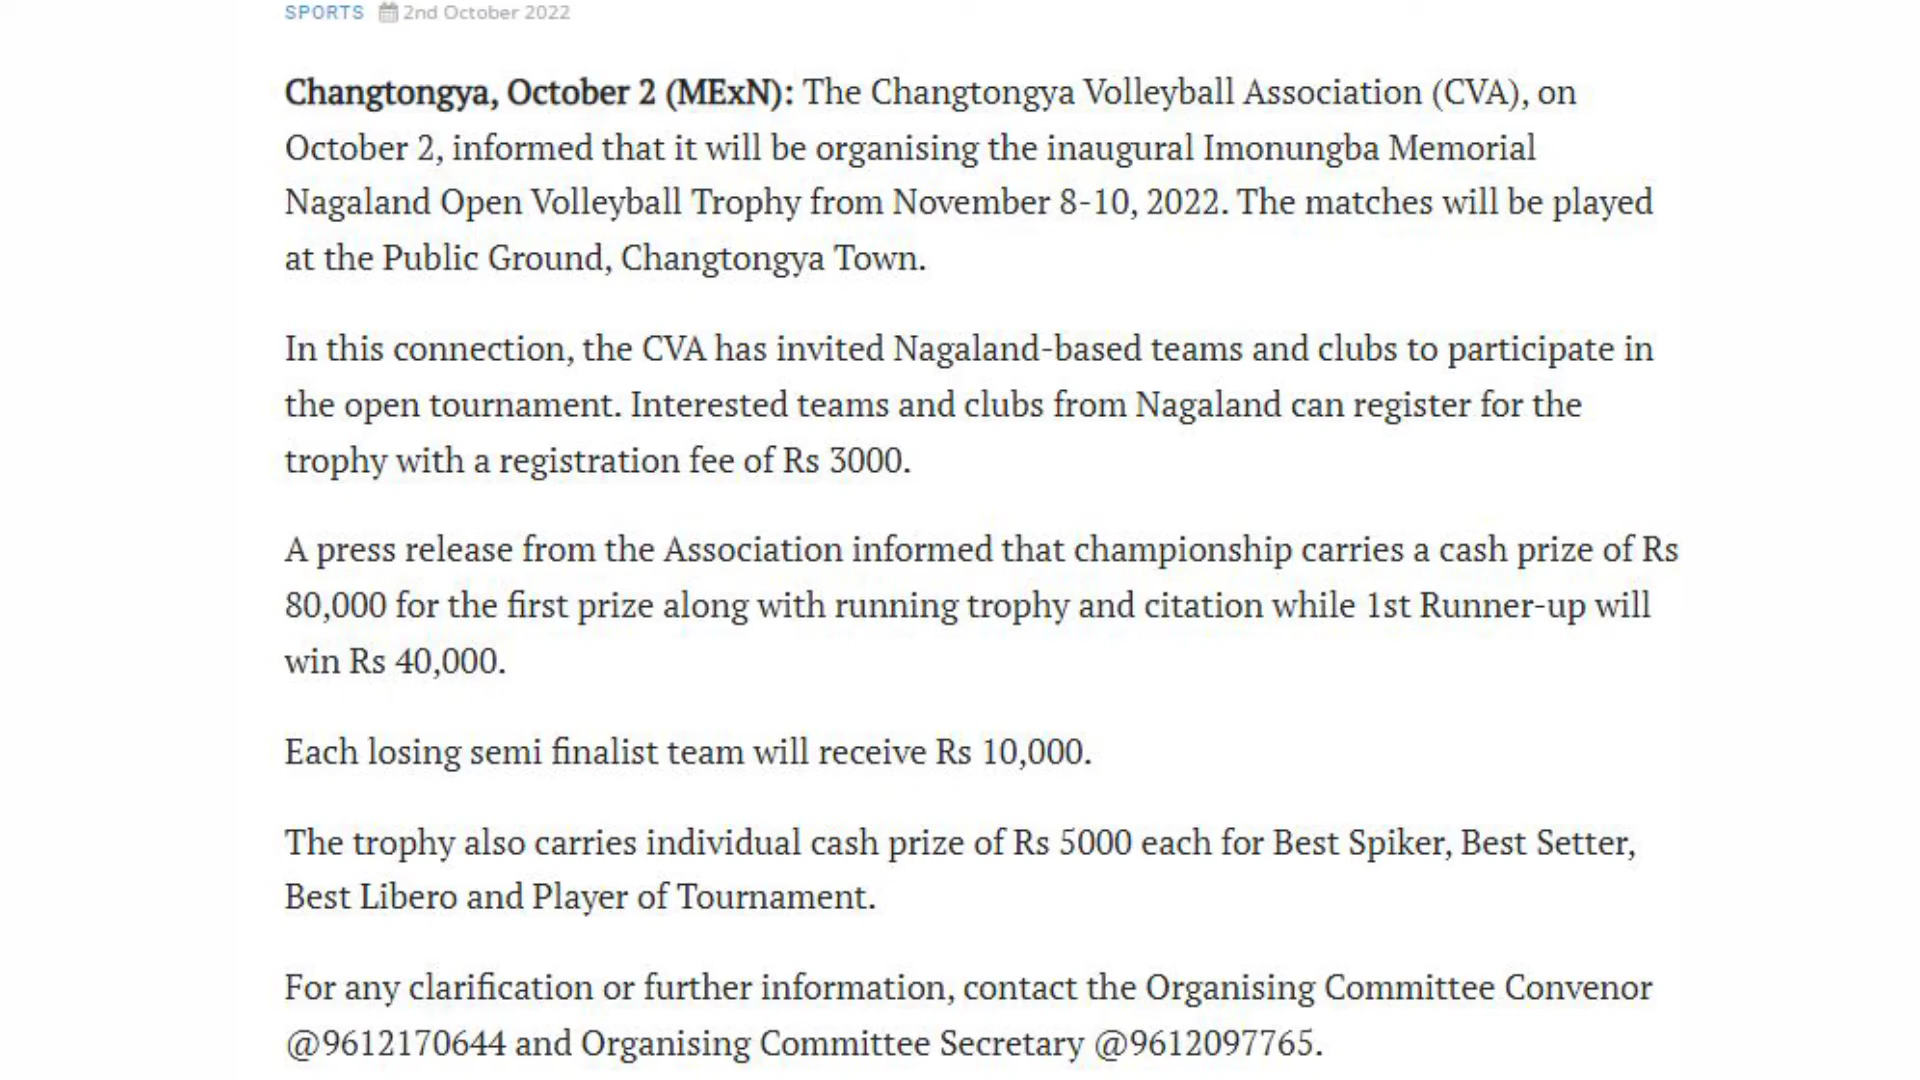 SPORTS 2nd October 2022
Changtongya, October 2 (MExN): The Changtongya Volleyball Association (CVA), on
October 2, informed that it will be organising the inaugural Imonungba Memorial
Nagaland Open Volleyball Trophy from November 8-10, 2022. The matches will be played
at the Public Ground, Changtongya Town.
In this connection, the CVA has invited Nagaland-based teams and clubs to participate in
the open tournament. Interested teams and clubs from Nagaland can register for the
trophy with a registration fee of Rs 3000.
A press release from the Association informed that championship carries a cash prize of Rs
80,000 for the first prize along with running trophy and citation while 1st Runner-up will
win Rs 40,000.
Each losing semi finalist team will receive Rs 10,000.
The trophy also carries individual cash prize of Rs 5000 each for Best Spiker, Best Setter,
Best Libero and Player of Tournament.
For any clarification or further information, contact the Organising Committee Convenor
@9612170644 and Organising Committee Secretary @9612097765.